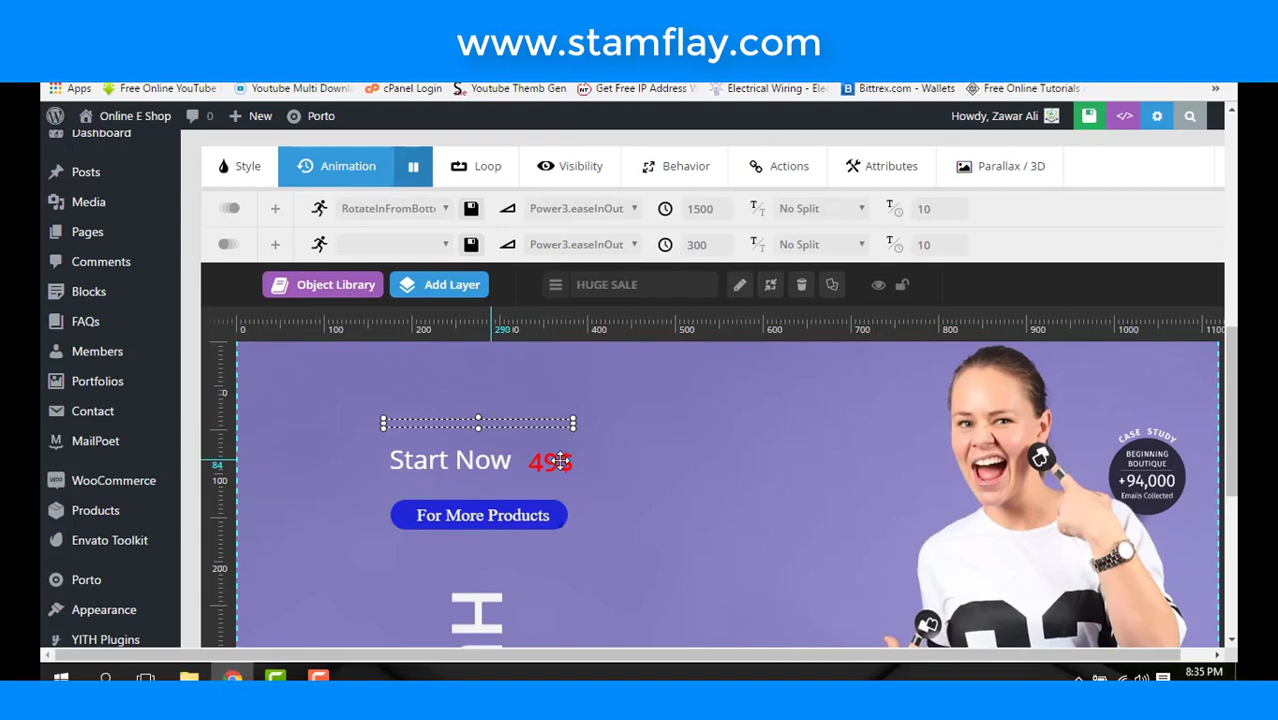 www.stamflay.com
Apps Free Online YouTube Youtube Multi Downl cPanel Login Youtube Themb Gen Get Free IP Address Electrical Wiring - Ele Bittrex.com - Wallets Free Online Tutorials »
Online E Shop 0 New Porto Howdy, Zawar Ali
Dashboard
Posts
Media
Pages
Comments
Blocks
FAQs
Members
Portfolios
Contact
MailPoet
WooCommerce
Products
Envato Toolkit
Porto
Appearance
YITH Plugins
Style Animation Loop Visibility Behavior Actions Attributes Parallax / 3D
RotateInFromBott Power3.easeInOut 1500 No Split 10
Power3.easeInOut 300 No Split 10
Object Library Add Layer HUGE SALE
0 100 200 290 400 500 600 700 800 900 1000 1100
0
84
100
200
Start Now 49$
For More Products
H
CASE STUDY
BEGINNING
BOUTIQUE
+94,000
Emails Collected
8:35 PM